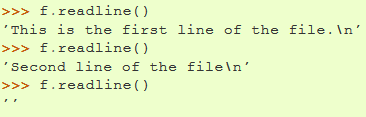 >>> f.readline()
'This is the first line of the file.\n'
>>> f.readline()
'Second line of the file\n'
>>> f.readline()
''